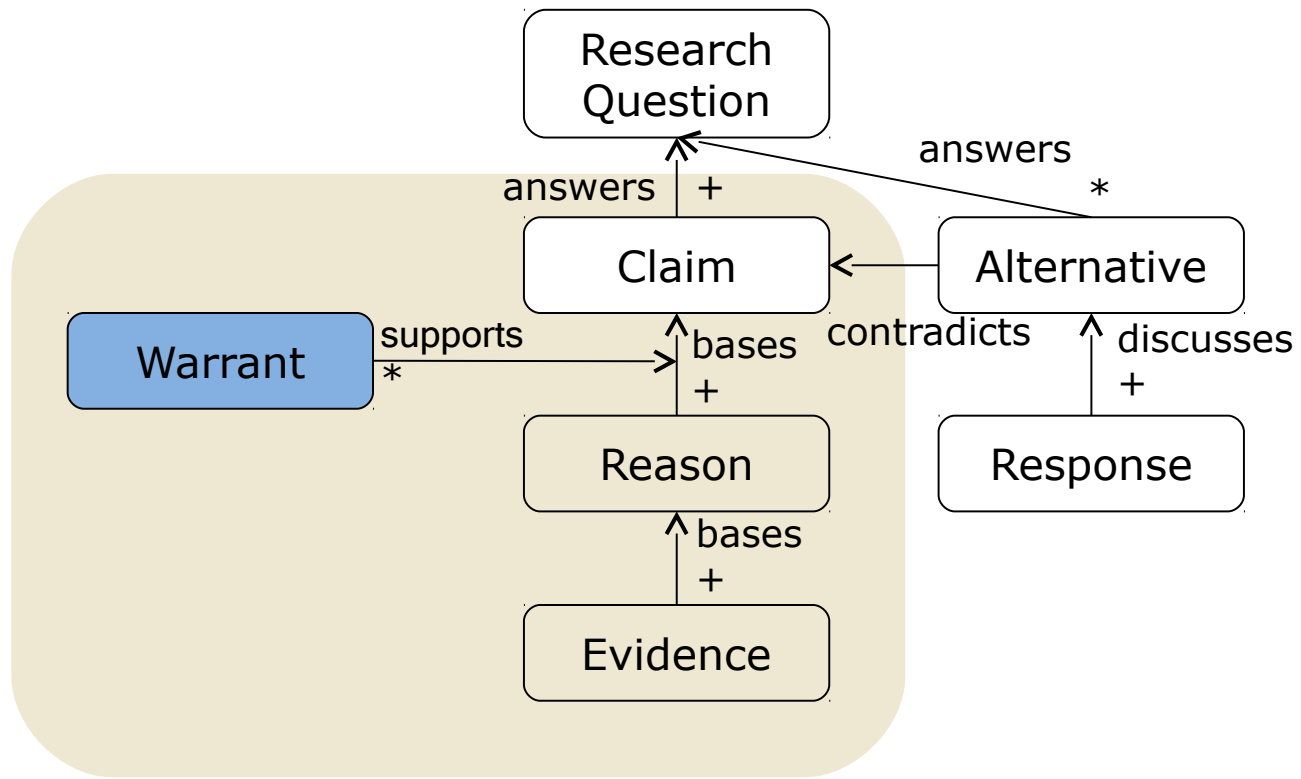 Research
Question
answers
*
answers
+
Claim
Alternative
supports
*
Warrant
bases
+
contradicts
discusses
+
Reason
Response
bases
+
Evidence